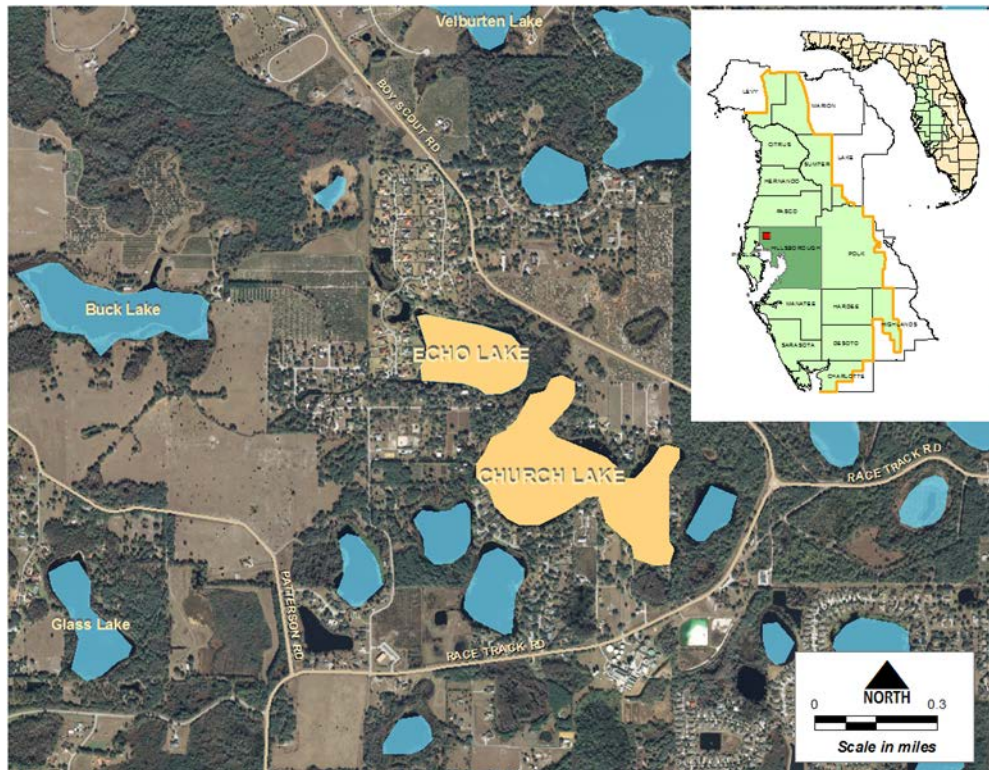 Velburten Lake
BOY SCOUT RD
Buck Lake
ECHO LAKE
CHURCH LAKE
RACE TRACK RD
PATTERSON RD
Glass Lake
RACE TRACK RD
LEVY
MARION
CITRUS
SUMTER
LAKE
HERNANDO
PASCO
HILLSBOROUGH
POLK
MANATEE
HARDEE
HIGHLANDS
SARASOTA
DESOTO
CHARLOTTE
NORTH
0 0.3
Scale in miles